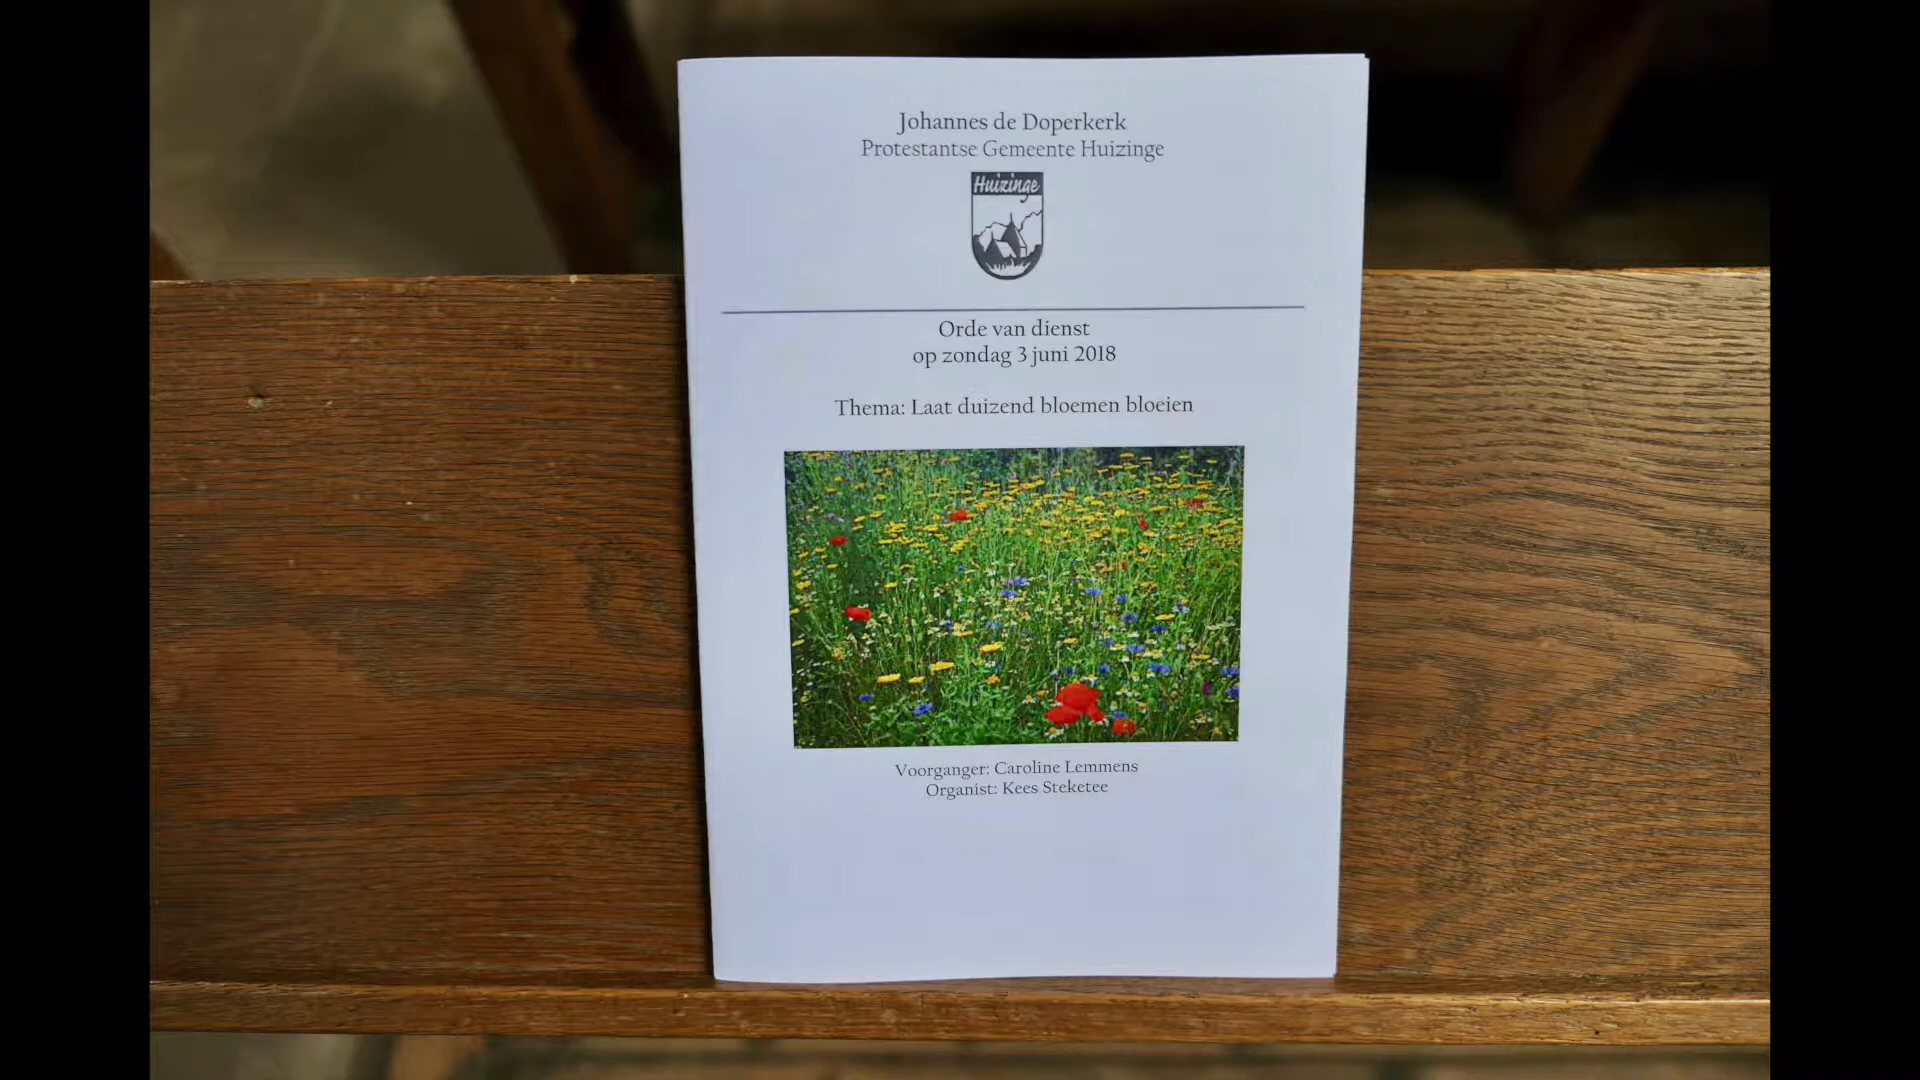 Johannes de Doperkerk
Protestantse Gemeente Huizinge
Huizinge
Orde van dienst
op zondag 3 juni 2018
Thema: Laat duizend bloemen bloeien
Voorganger: Caroline Lemmens
Organist: Kees Steketee